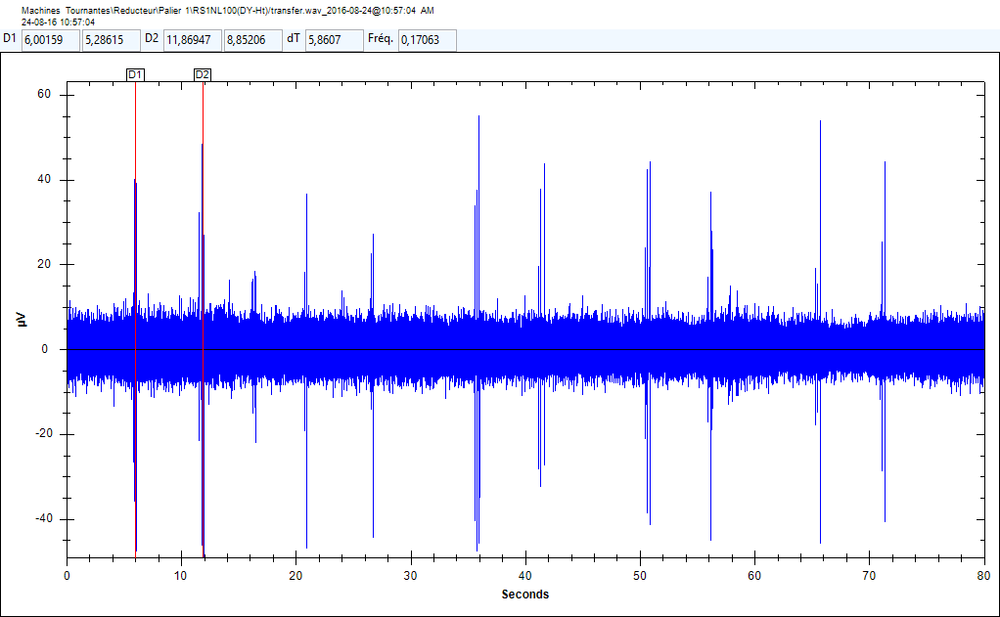 Machines Tournantes\Reducteur\Palier 1\RS1NL100(DY-Ht)/transfer.wav_2016-08-24@10:57:04 AM
24-08-16 10:57:04
D1 6,00159 5,28615 D2 11,86947 8,85206 dT 5,8607 Fréq. 0,17063
D1 D2
60
40
20
µV
0
-20
-40
0 10 20 30 40 50 60 70 80
Seconds